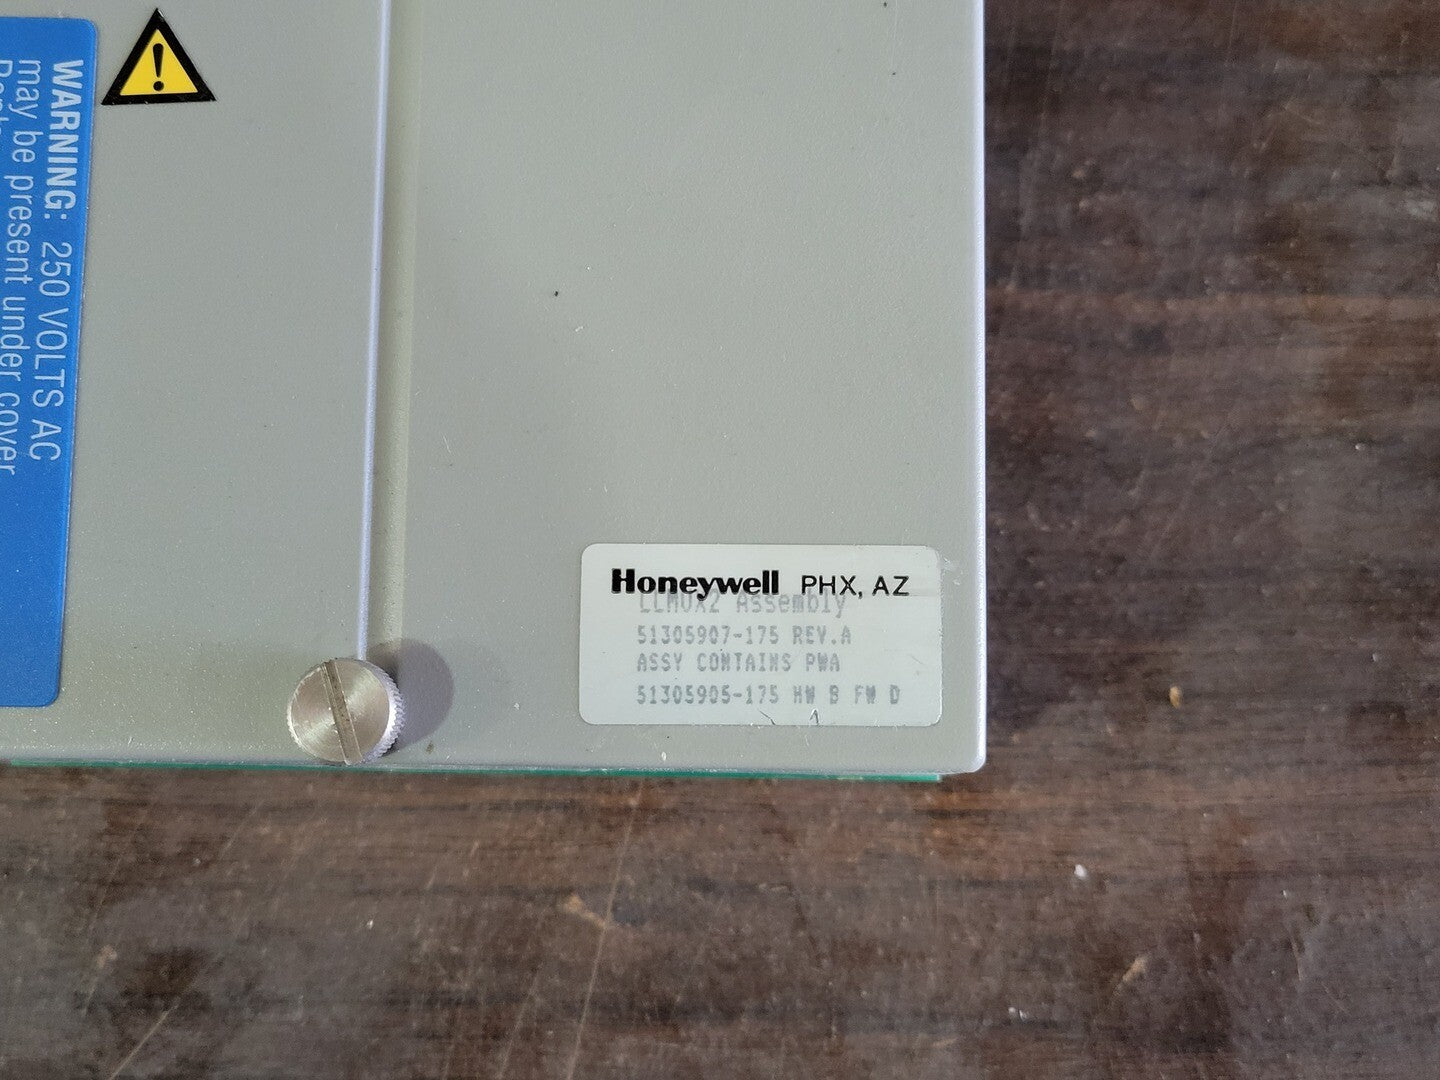 WARNING: 250 VOLTS AC
may be present under cover
Honeywell PHX, AZ
LLMUX2 Assembly
51305907-175 REV.A
ASSY CONTAINS PWA
51305905-175 HW B FW D